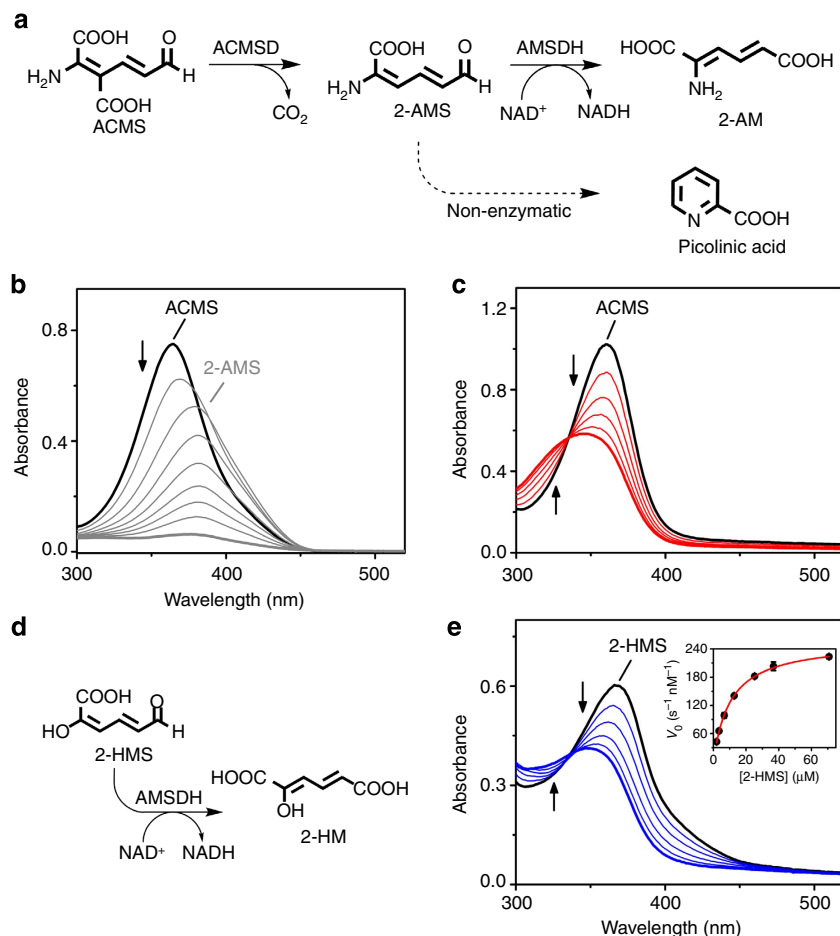 a
COOH
O
H₂N
H
COOH
ACMS
ACMSD
CO₂
COOH
O
H₂N
H
2-AMS
AMSDH
NAD⁺ NADH
HOOC
COOH
NH₂
2-AM
Non-enzymatic
N
COOH
Picolinic acid
b
ACMS
2-AMS
Absorbance
0.8
0.4
0.0
300 400 500
Wavelength (nm)
c
ACMS
Absorbance
1.2
0.8
0.4
0.0
300 400 500
d
COOH
O
HO
H
2-HMS
AMSDH
NAD⁺ NADH
HOOC
COOH
OH
2-HM
e
2-HMS
Absorbance
0.6
0.3
0.0
300 400 500
Wavelength (nm)
V₀ (s⁻¹ nM⁻¹)
240
180
120
60
0 20 40 60
[2-HMS] (μM)